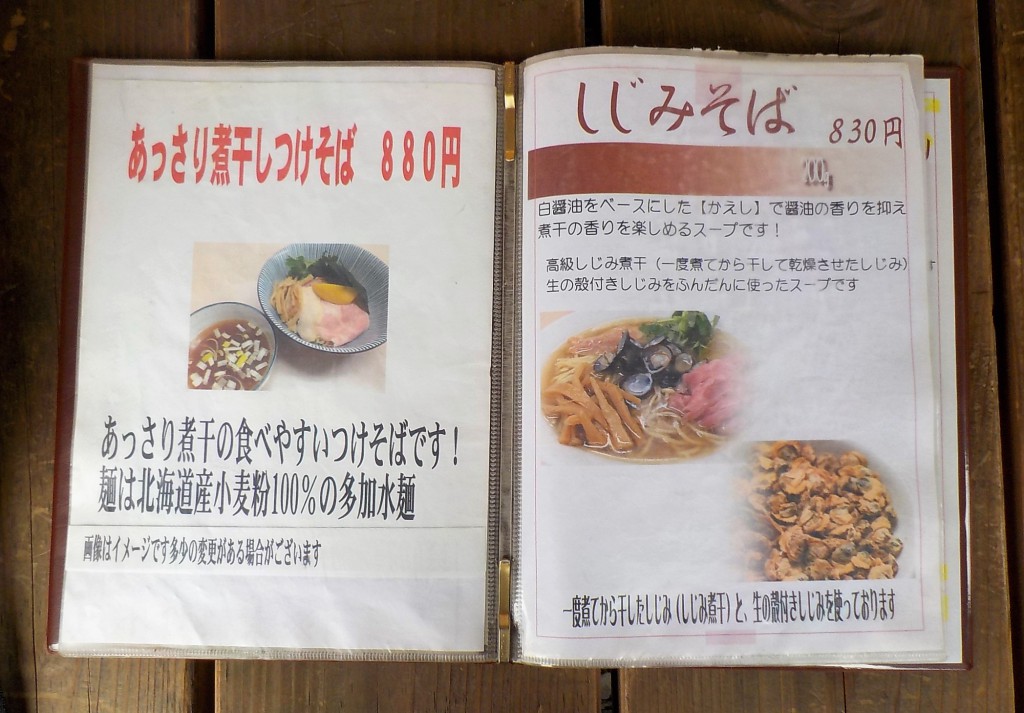 あっさり煮干しつけそば 880円
あっさり煮干の食べやすいつけそばです!
麺は北海道産小麦粉100%の多加水麺
画像はイメージです多少の変更がある場合がございます
しじみそば
830円
白醤油をベースにした【かえし】で醤油の香りを抑え
煮干の香りを楽しめるスープです!
高級しじみ煮干(一度煮てから干して乾燥させたしじみ)
生の殻付きしじみをふんだんに使ったスープです
一度煮てから干したしじみ(しじみ煮干)と、生の殻付きしじみを使っております